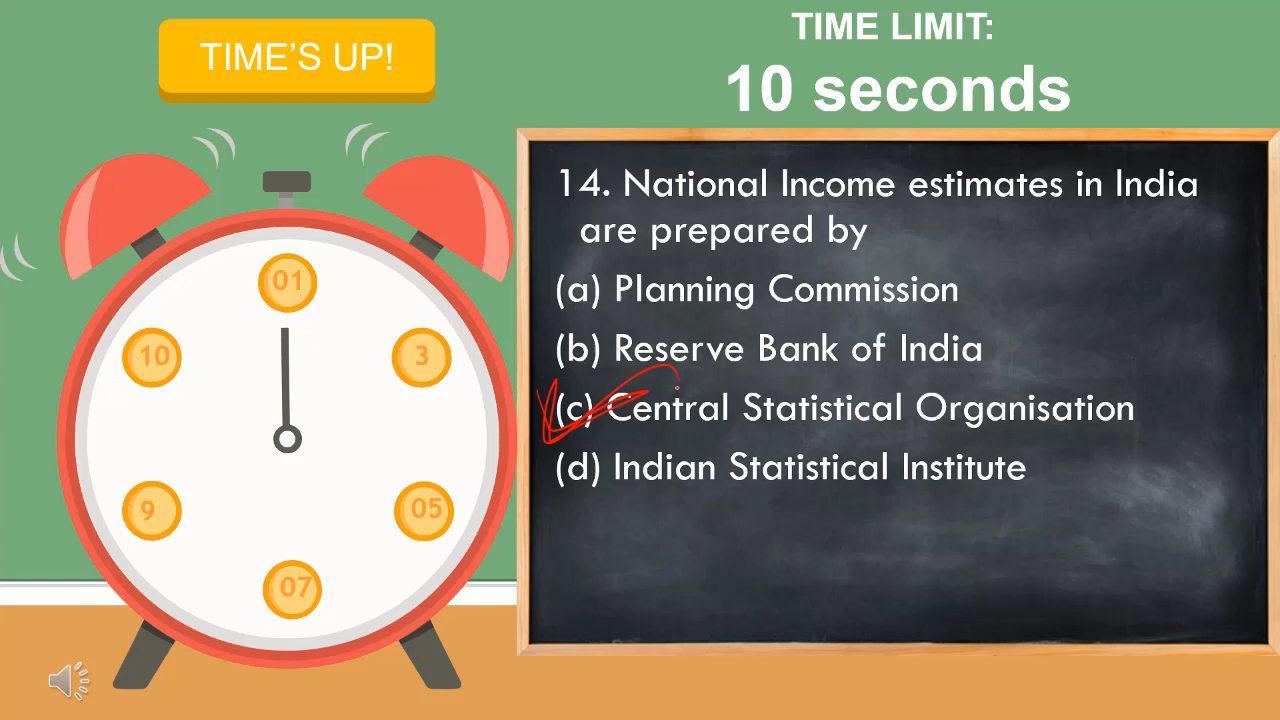 TIME'S UP!
TIME LIMIT:
10 seconds
01
10
3
9
05
07
14. National Income estimates in India
are prepared by
(a) Planning Commission
(b) Reserve Bank of India
(c) Central Statistical Organisation
(d) Indian Statistical Institute